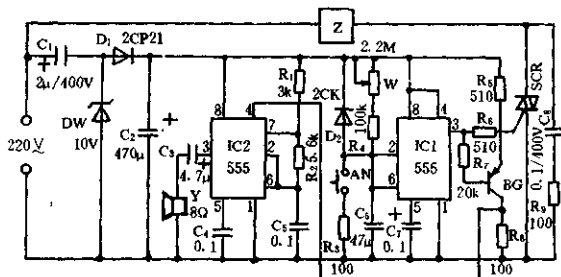 Z
C₁
D₁ 2CP21
2.2M
+
2μ/400V
R₁
3k
2CK
W
R₅
510
SCR
DW
10V
+
C₂
470μ
8 4
7
3 IC2 2
555
6
5 1
R₂ 5.6k
D₂
100k
R₄
8 4
7
3
2 IC1
555
6
5 1
R₆
510
C₈
0.1/400V
220V
C₃
4.7μ
+
Y
8Ω
AN
R₇
20k
BG
R₉
100
C₄
0.1
C₅
0.1
R₃
C₆
47μ
+
C₇
0.1
R₈
100
100